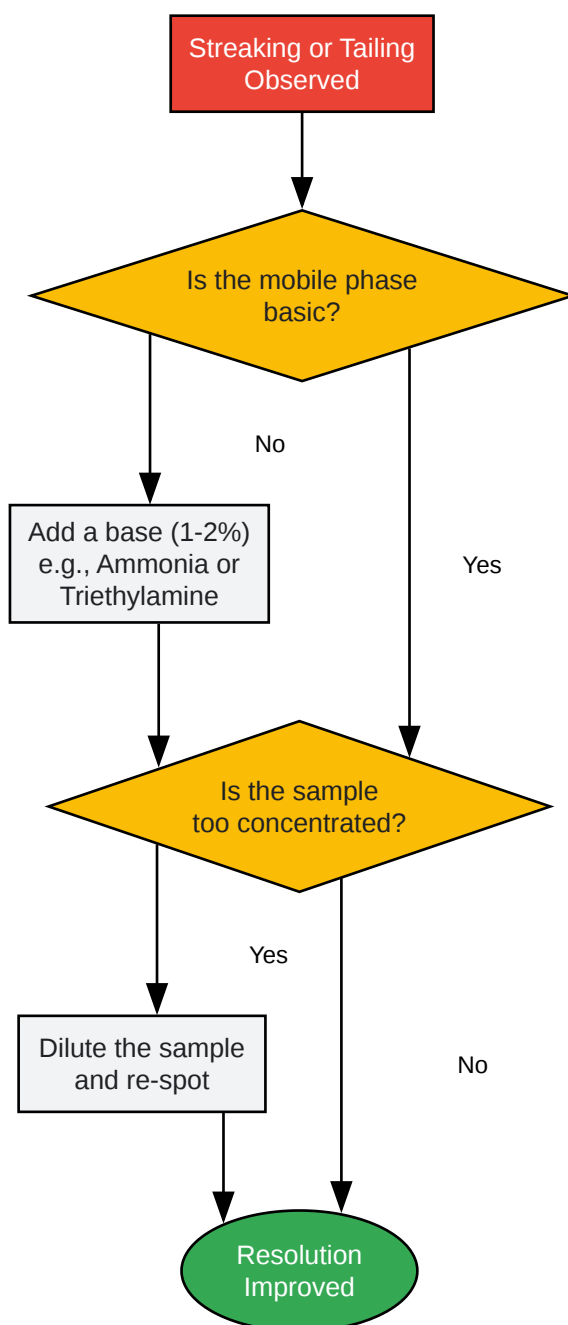 Streaking or Tailing
Observed
Is the mobile phase
basic?
No
Add a base (1-2%)
e.g., Ammonia or
Triethylamine
Yes
Is the sample
too concentrated?
Yes
Dilute the sample
and re-spot
No
Resolution
Improved